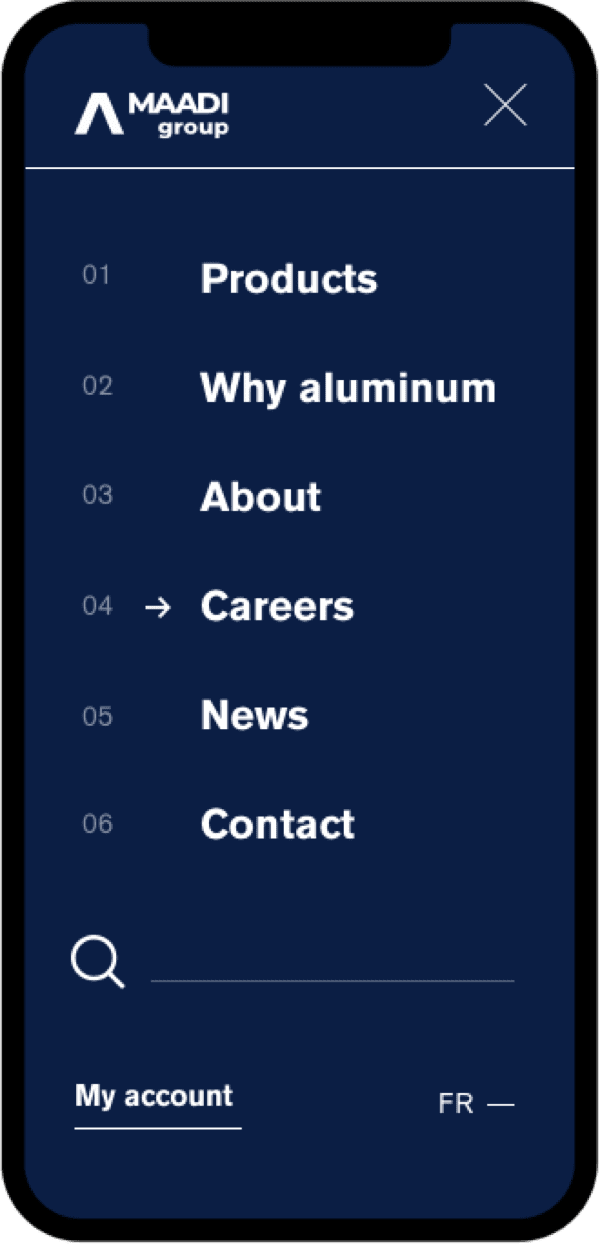 MAADI
group
01 Products
02 Why aluminum
03 About
04 → Careers
05 News
06 Contact
My account
FR —